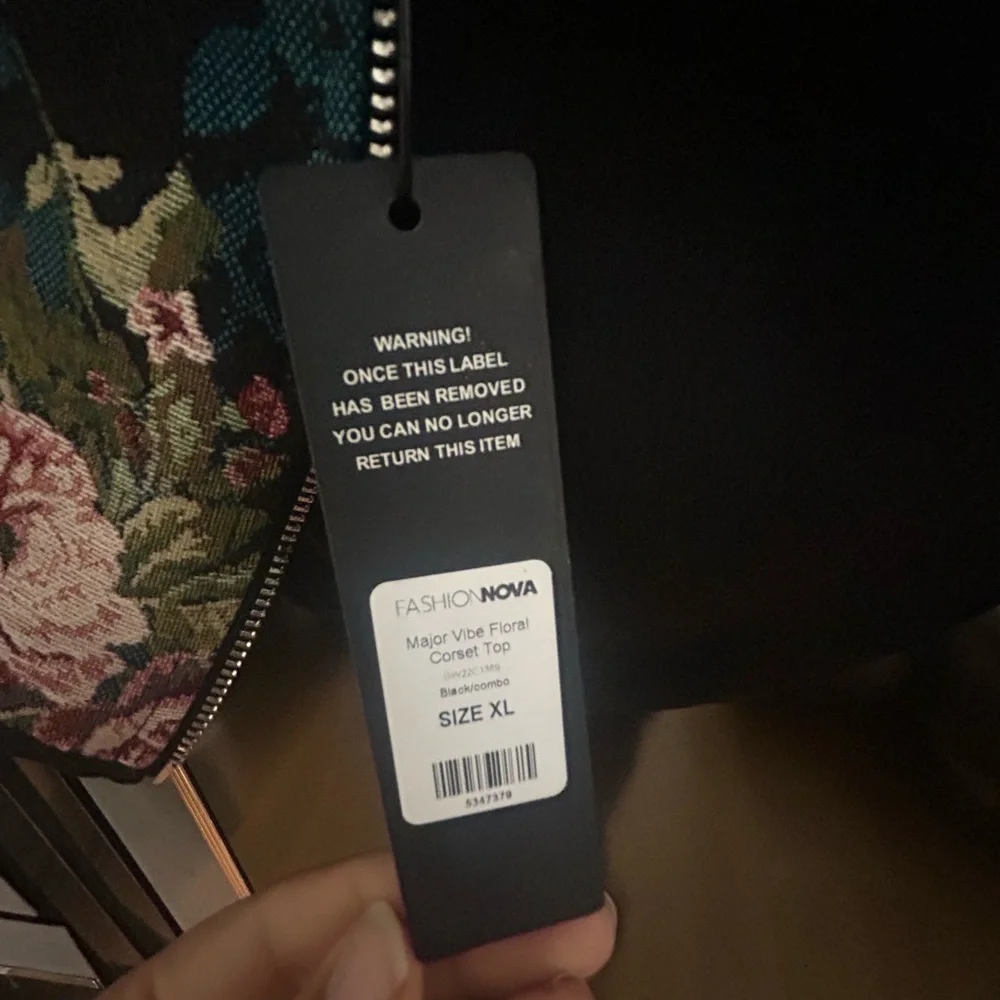 WARNING!
ONCE THIS LABEL
HAS BEEN REMOVED
YOU CAN NO LONGER
RETURN THIS ITEM
FASHIONNOVA
Major Vibe Floral
Corset Top
Black/combo
SIZE XL
5347379